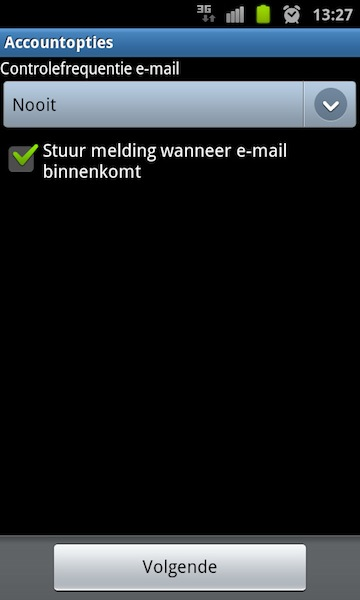 3G 13:27
Accountopties
Controlefrequentie e-mail
Nooit
Stuur melding wanneer e-mail
binnenkomt
Volgende